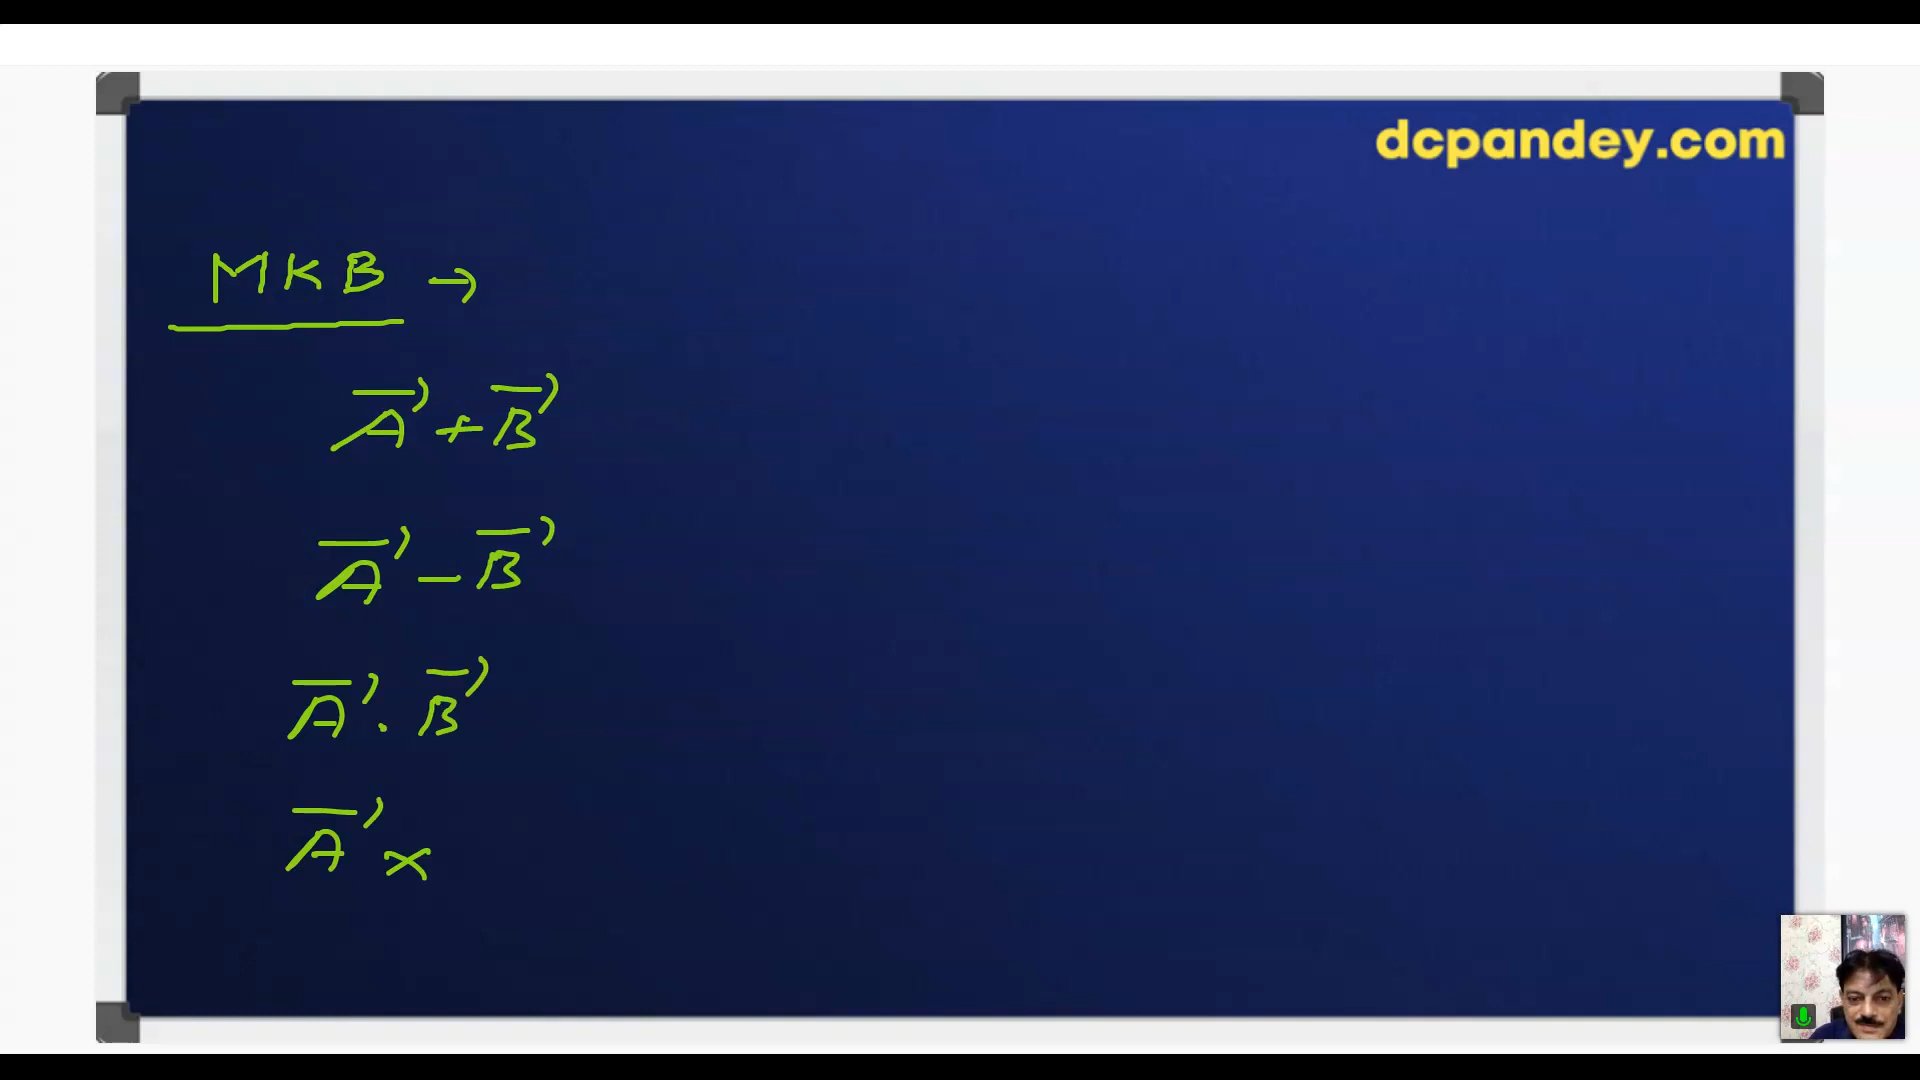 dcpandey.com
MKB →
A⃗ + B⃗
A⃗ - B⃗
A⃗ . B⃗
A⃗ ×